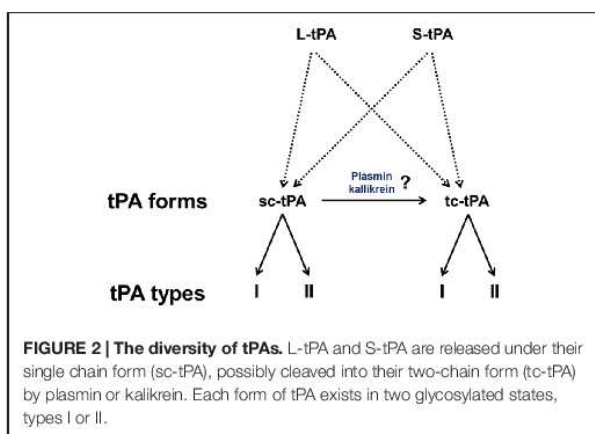 L-tPA S-tPA
Plasmin
kallikrein ?
tPA forms sc-tPA tc-tPA
tPA types I II I II
FIGURE 2 | The diversity of tPAs. L-tPA and S-tPA are released under their
single chain form (sc-tPA), possibly cleaved into their two-chain form (tc-tPA)
by plasmin or kalikrein. Each form of tPA exists in two glycosylated states,
types I or II.